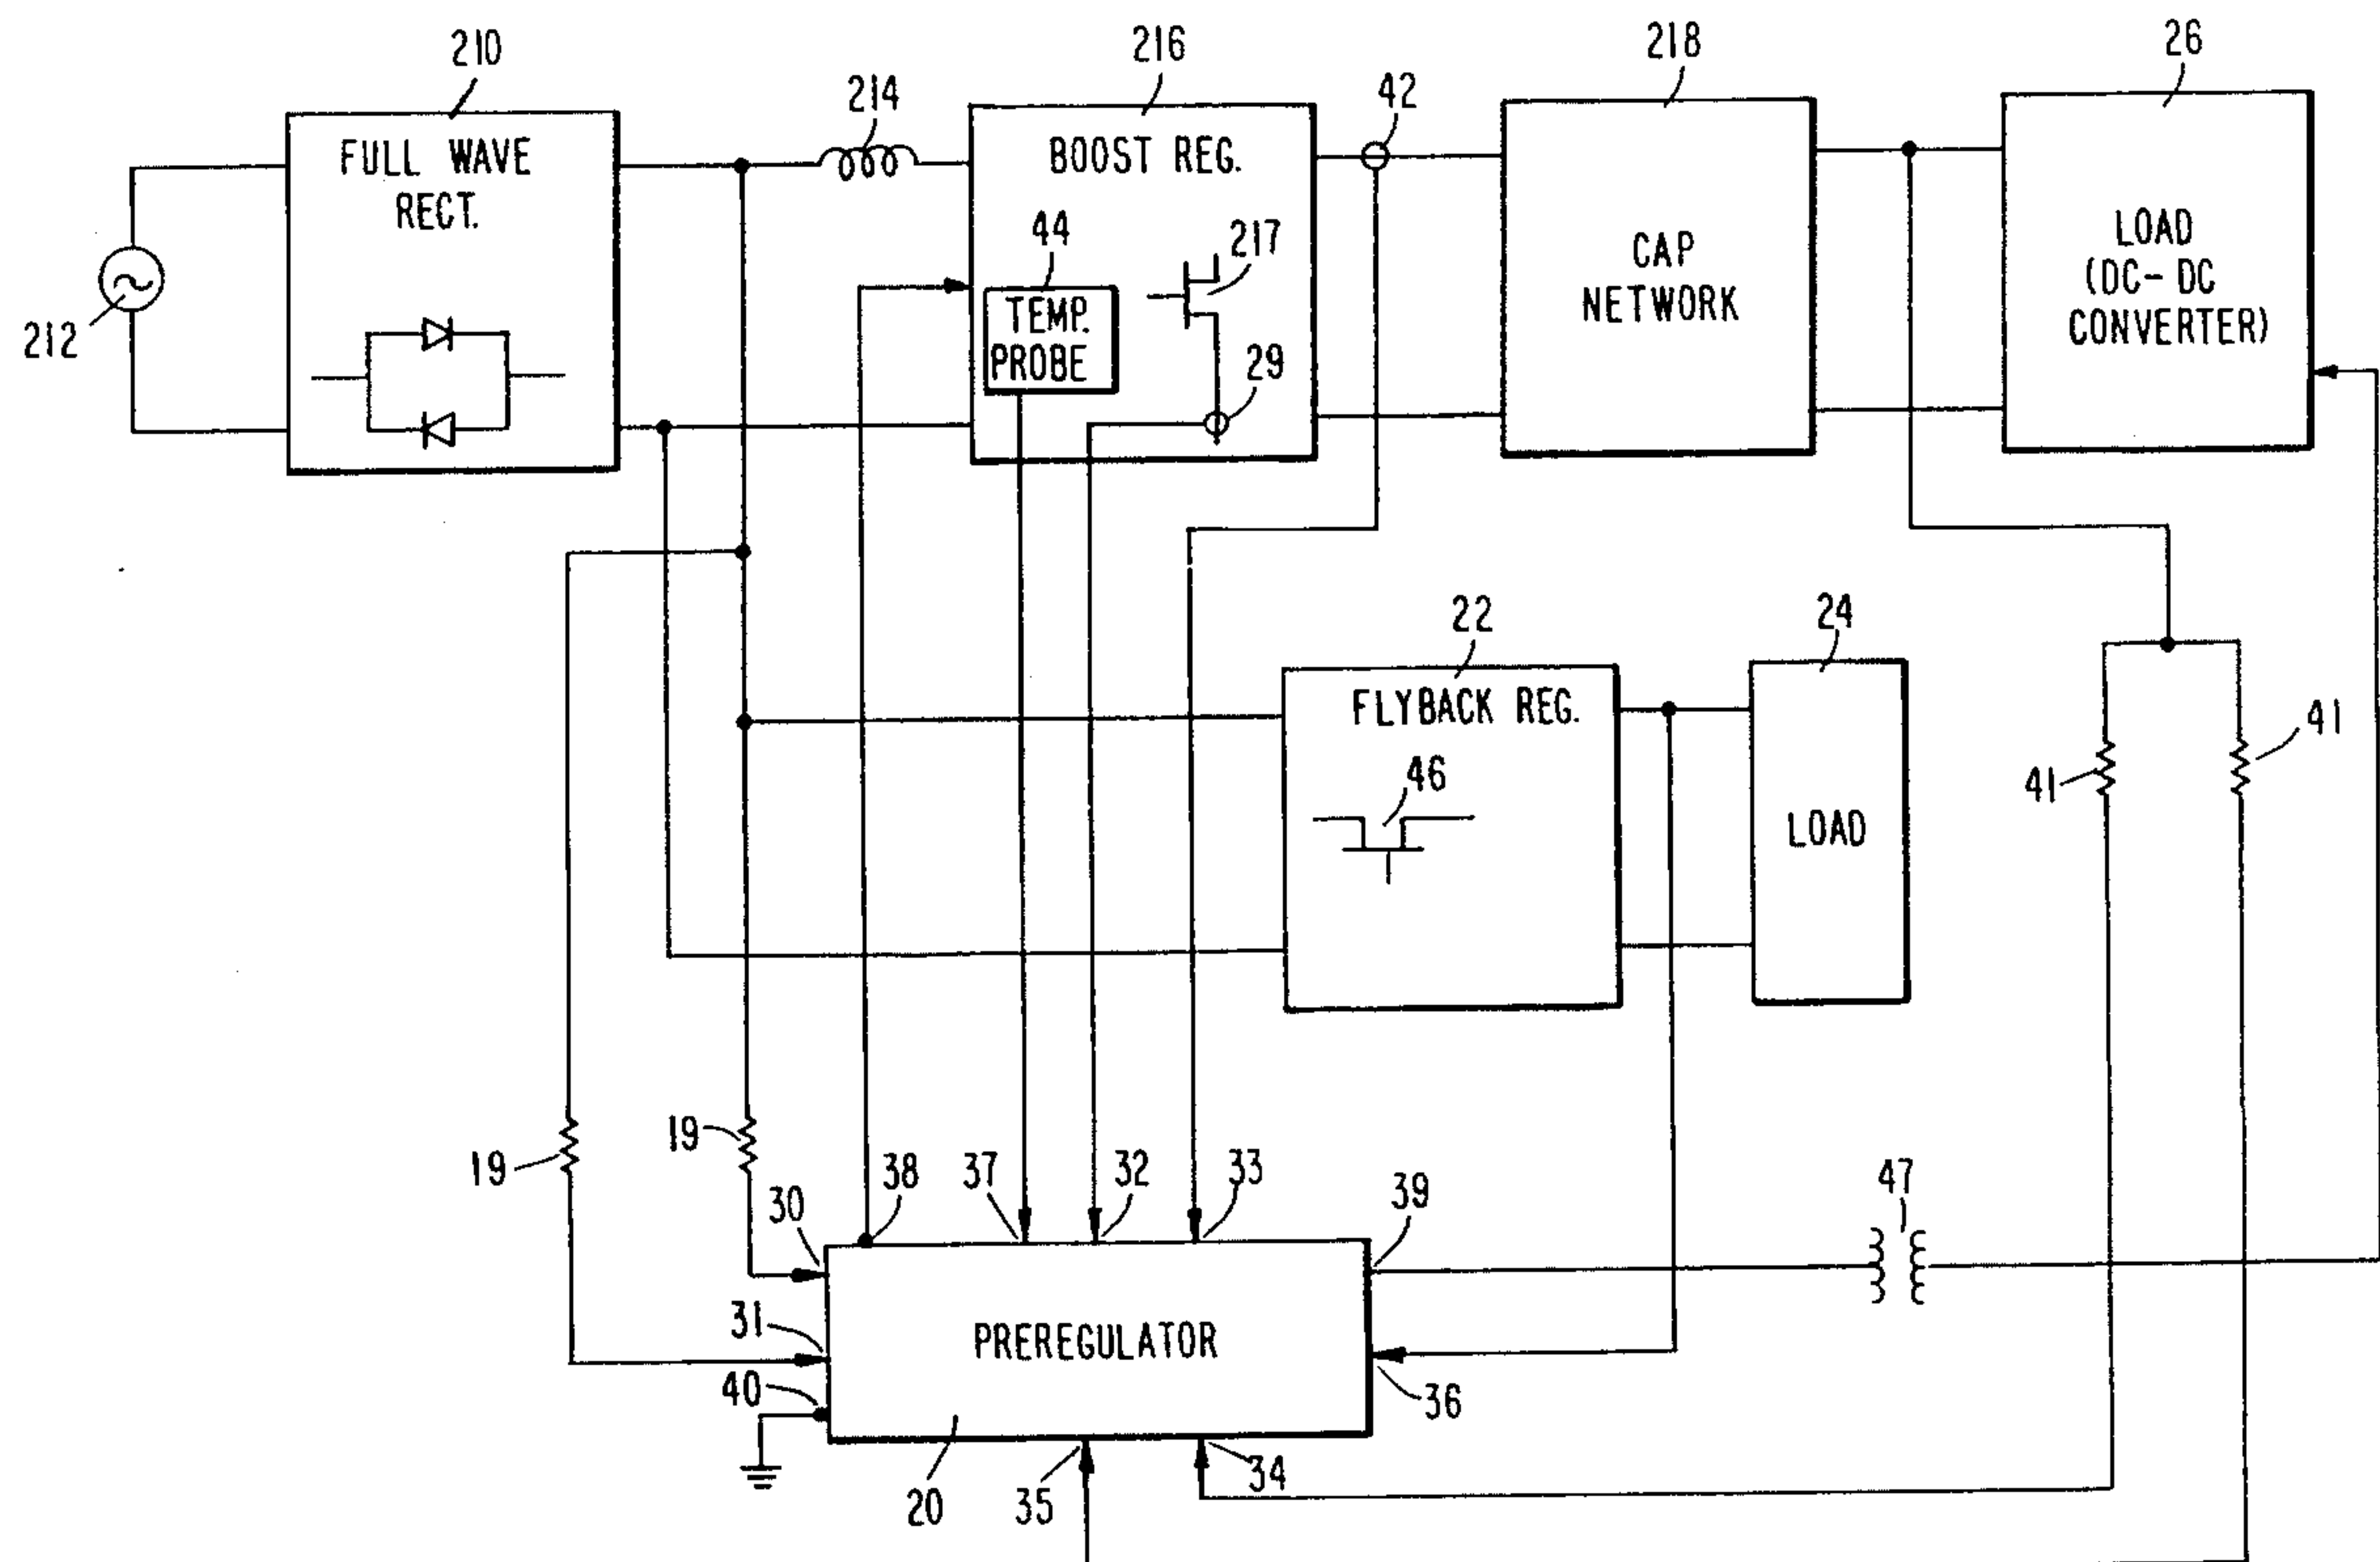 210
216
218
26
214
42
FULL WAVE
RECT.
BOOST REG.
44
217
TEMP.
PROBE
29
212
CAP
NETWORK
LOAD
(DC-DC
CONVERTER)
22
24
FLYBACK REG.
46
LOAD
41
41
19
19
30
38
37
32
33
39
47
31
40
PREREGULATOR
36
20
35
34